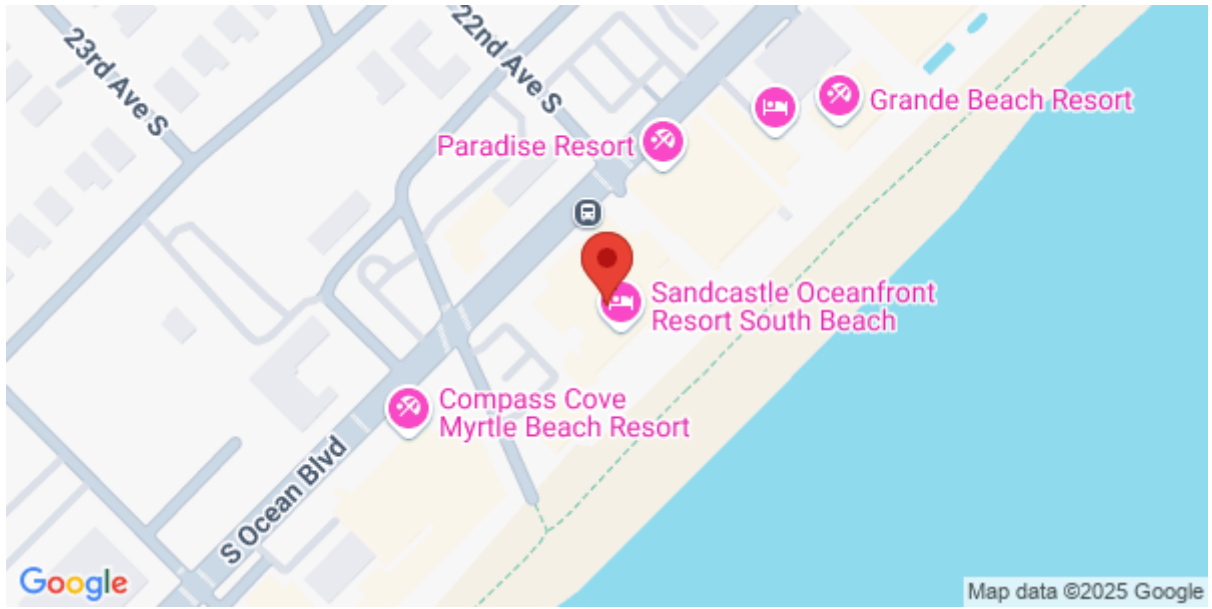 23rd Ave S
22nd Ave S
Grande Beach Resort
Paradise Resort
Sandcastle Oceanfront
Resort South Beach
Compass Cove
Myrtle Beach Resort
S Ocean Blvd
Google
Map data ©2025 Google